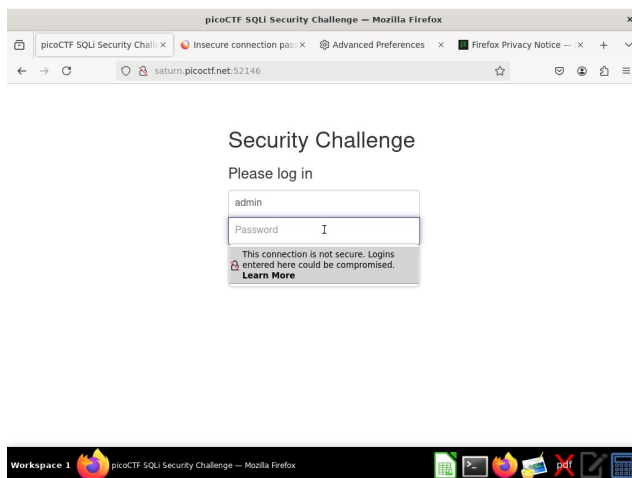 picoCTF SQLi Security Challenge — Mozilla Firefox
picoCTF SQLi Security Chall
Insecure connection pass
Advanced Preferences
Firefox Privacy Notice —
saturn.picoctf.net:52146
Security Challenge
Please log in
admin
Password
This connection is not secure. Logins
entered here could be compromised.
Learn More
Workspace 1
picoCTF SQLi Security Challenge — Mozilla Firefox
pdf